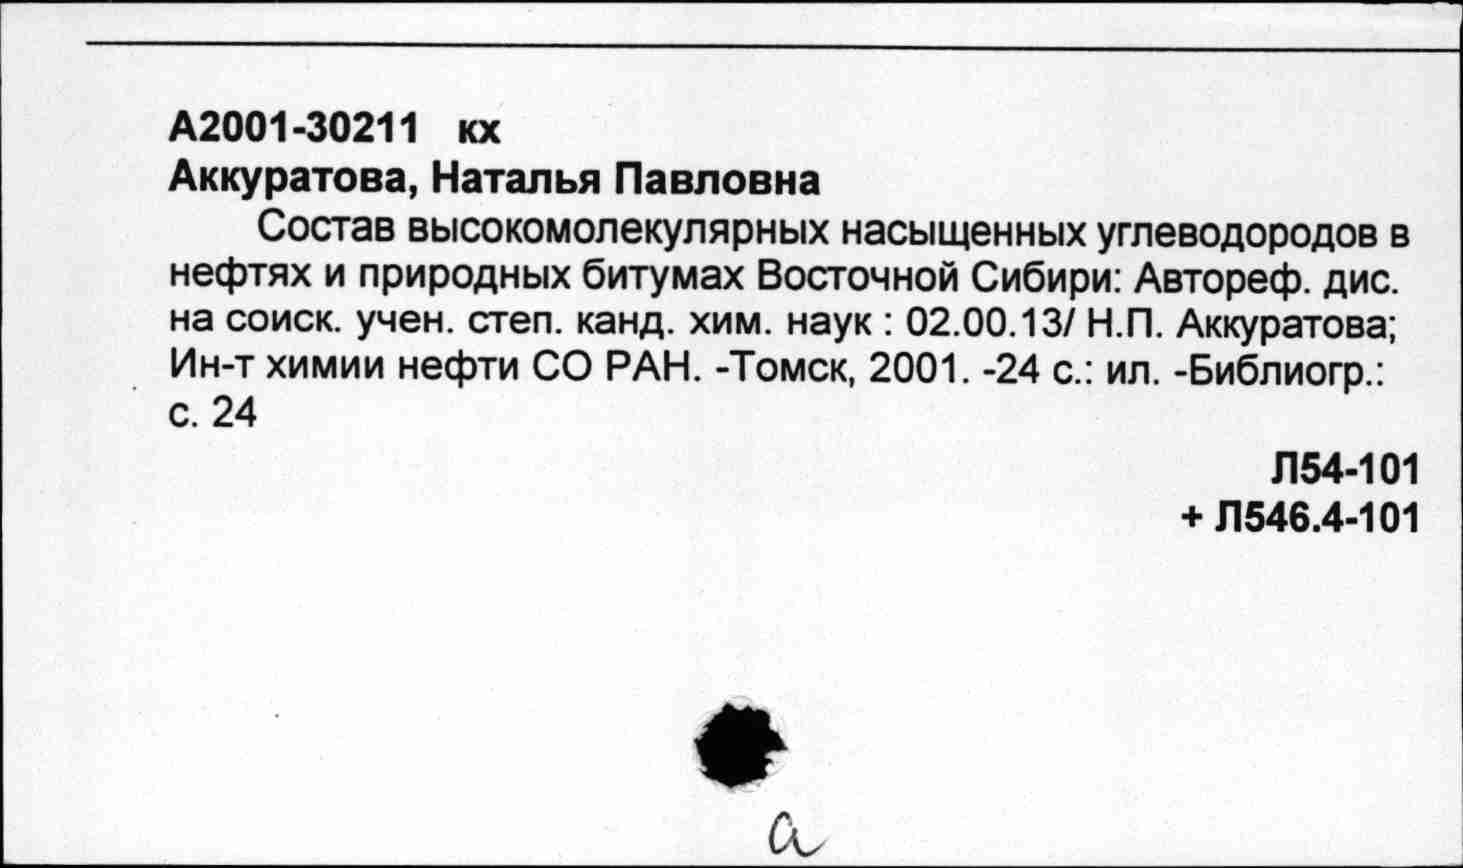 А2001-30211 кх
Аккуратова, Наталья Павловна
Состав высокомолекулярных насыщенных углеводородов в
нефтях и природных битумах Восточной Сибири: Автореф. дис.
на соиск. учен. степ. канд. хим. наук : 02.00.13/ Н.П. Аккуратова;
Ин-т химии нефти СО РАН. -Томск, 2001. -24 с.: ил. -Библиогр.:
с. 24
Л54-101
+ Л546.4-101
а